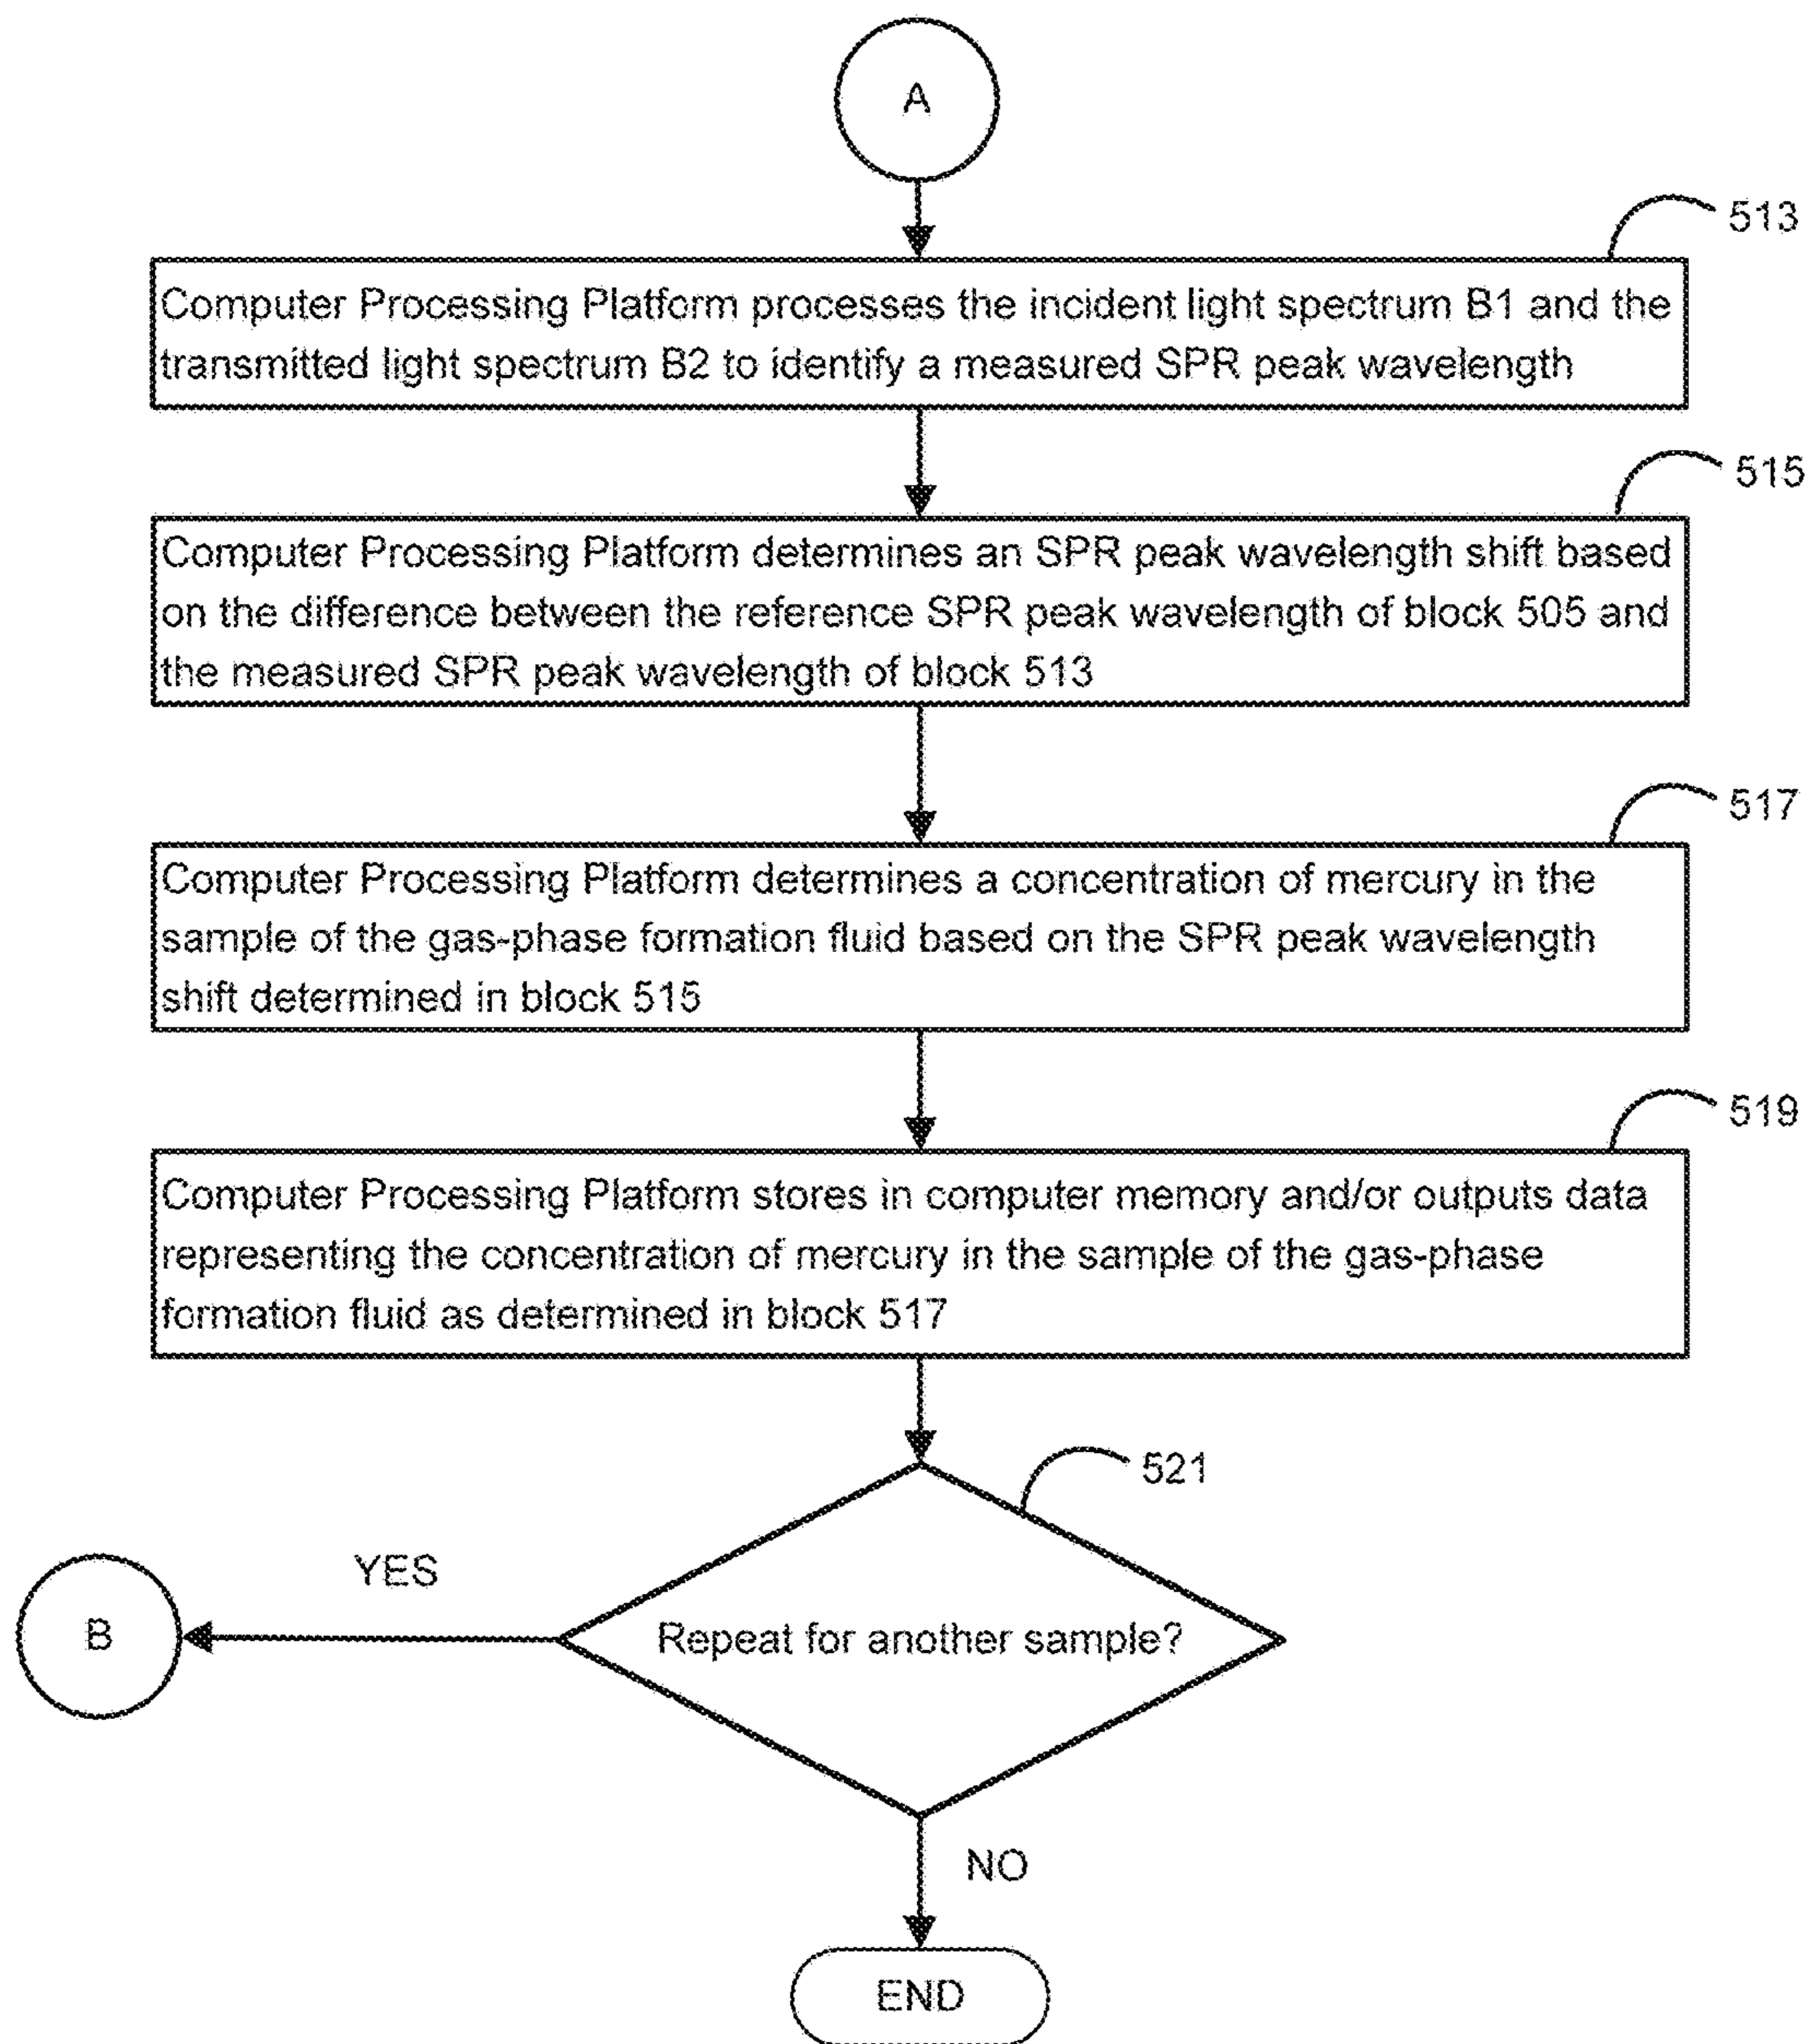 A
513
Computer Processing Platform processes the incident light spectrum B1 and the
transmitted light spectrum B2 to identify a measured SPR peak wavelength
515
Computer Processing Platform determines an SPR peak wavelength shift based
on the difference between the reference SPR peak wavelength of block 505 and
the measured SPR peak wavelength of block 513
517
Computer Processing Platform determines a concentration of mercury in the
sample of the gas-phase formation fluid based on the SPR peak wavelength
shift determined in block 515
519
Computer Processing Platform stores in computer memory and/or outputs data
representing the concentration of mercury in the sample of the gas-phase
formation fluid as determined in block 517
521
YES
B
Repeat for another sample?
NO
END